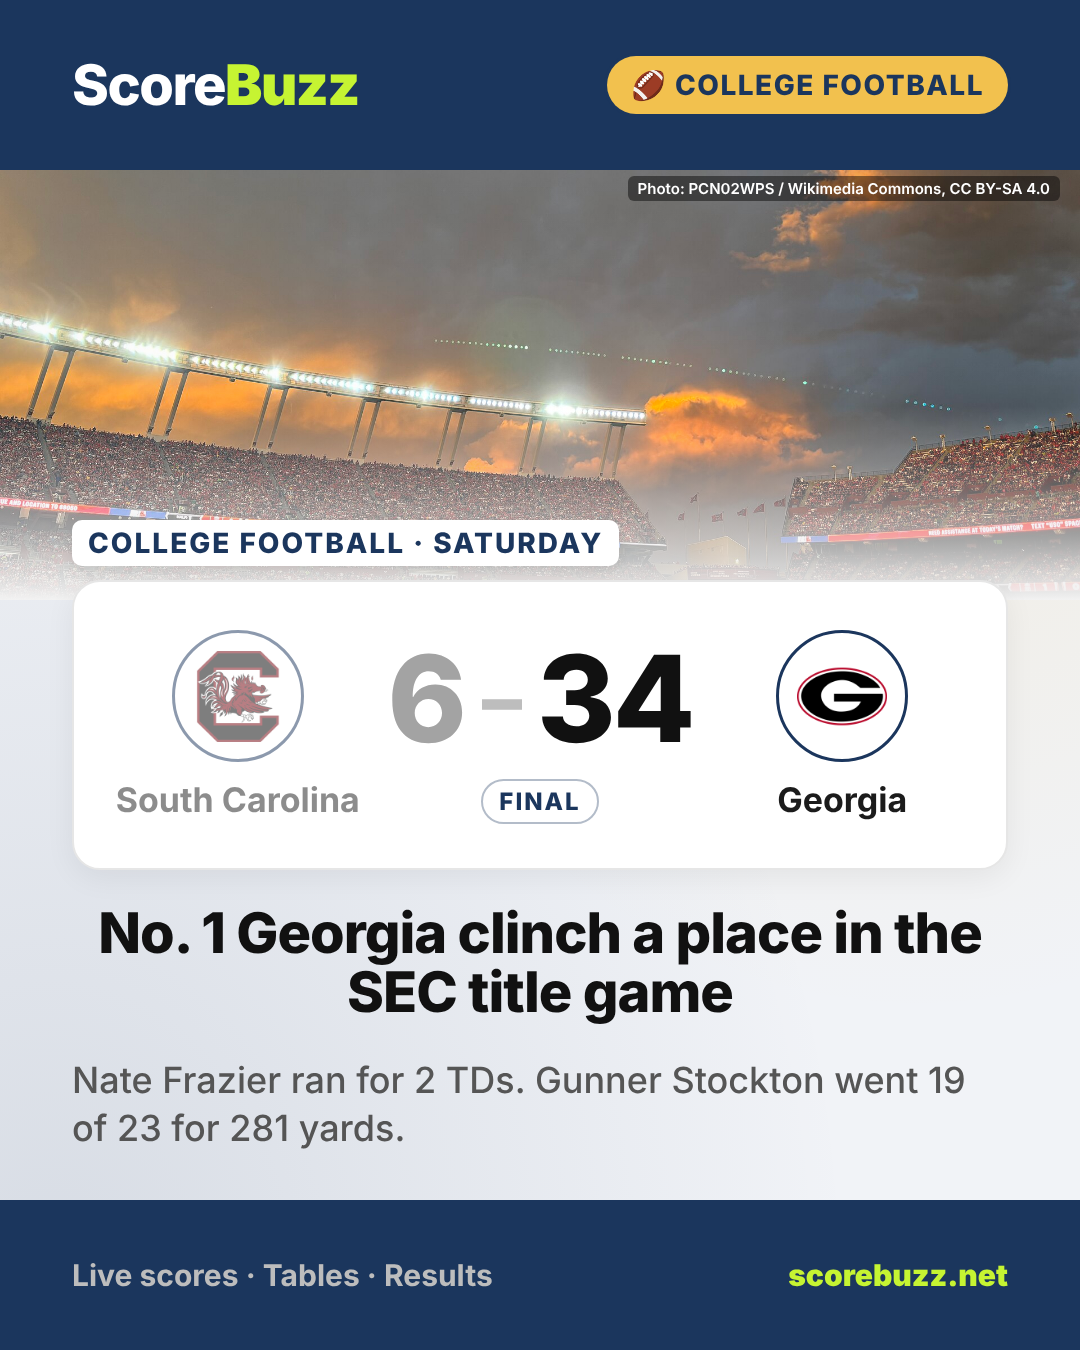 ScoreBuzz
🏈 COLLEGE FOOTBALL
Photo: PCN02WPS / Wikimedia Commons, CC BY-SA 4.0
COLLEGE FOOTBALL · SATURDAY
6 - 34
G
South Carolina
FINAL
Georgia
No. 1 Georgia clinch a place in the
SEC title game
Nate Frazier ran for 2 TDs. Gunner Stockton went 19
of 23 for 281 yards.
Live scores · Tables · Results
scorebuzz.net